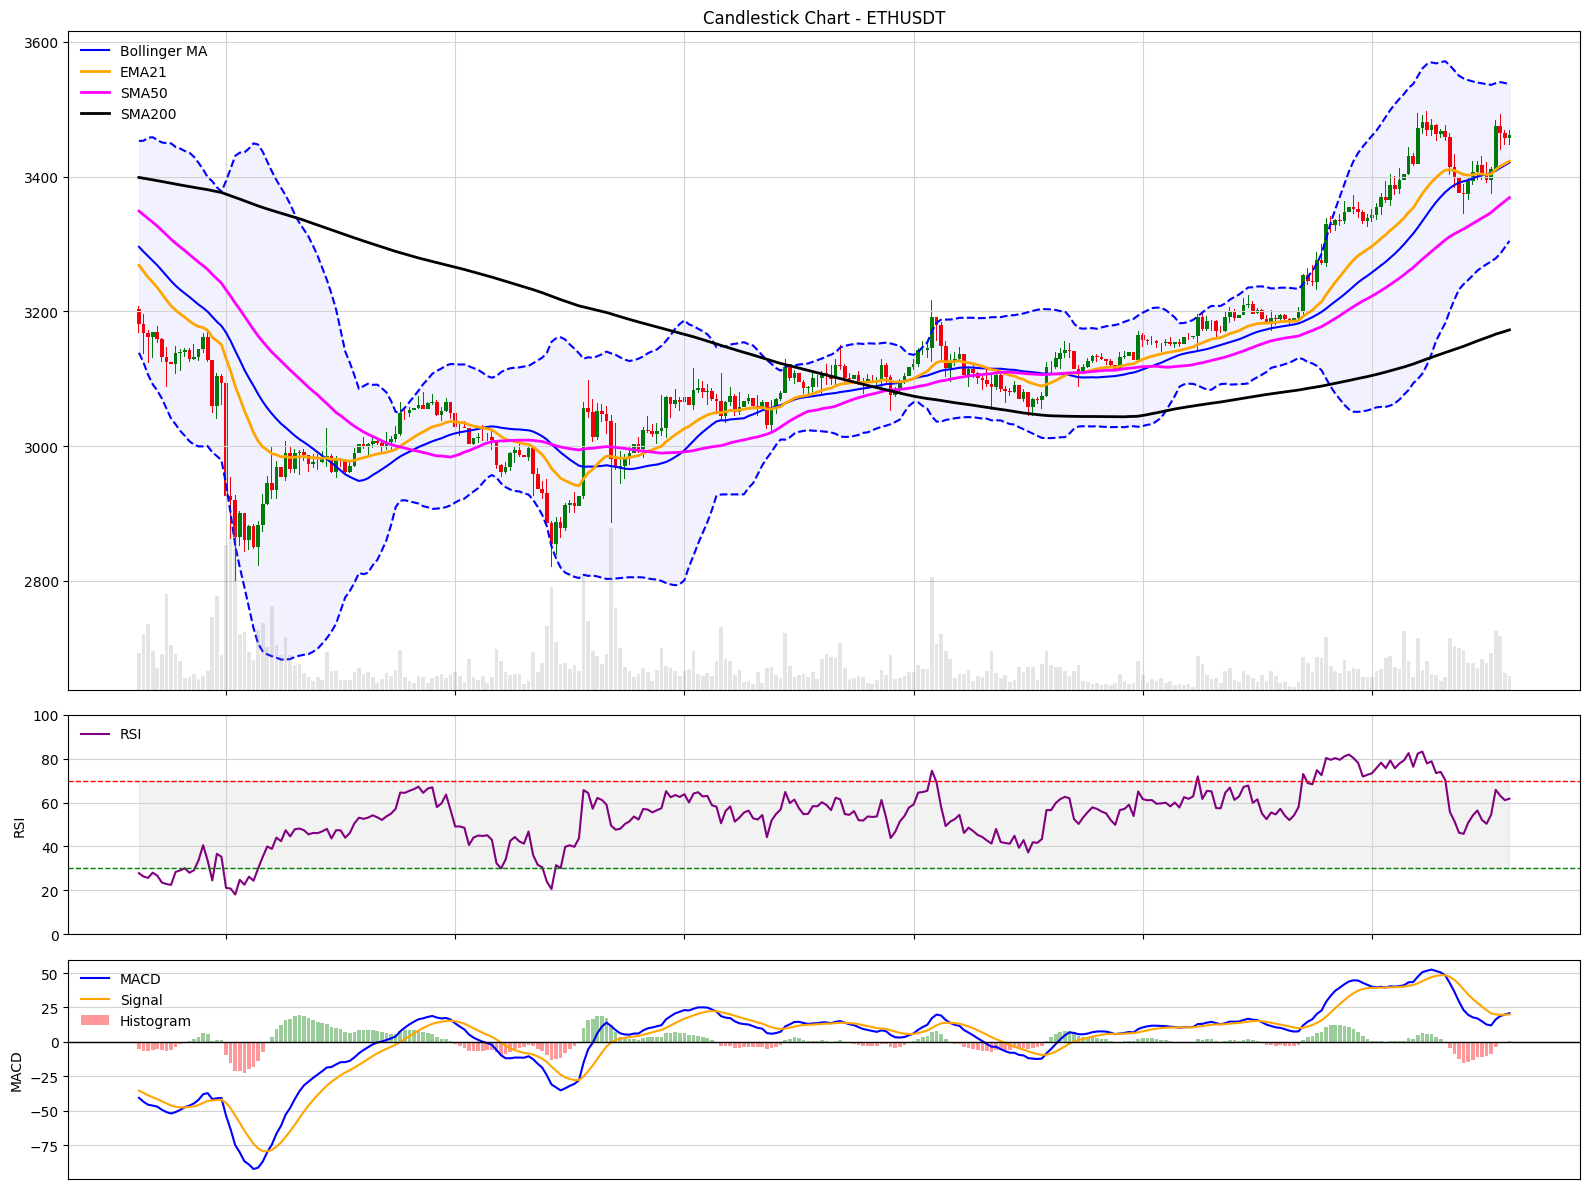 Candlestick Chart - ETHUSDT
Bollinger MA
EMA21
SMA50
SMA200
3600
3400
3200
3000
2800
RSI
100
80
60
40
20
0
RSI
MACD
Signal
Histogram
50
25
0
−25
−50
−75
MACD